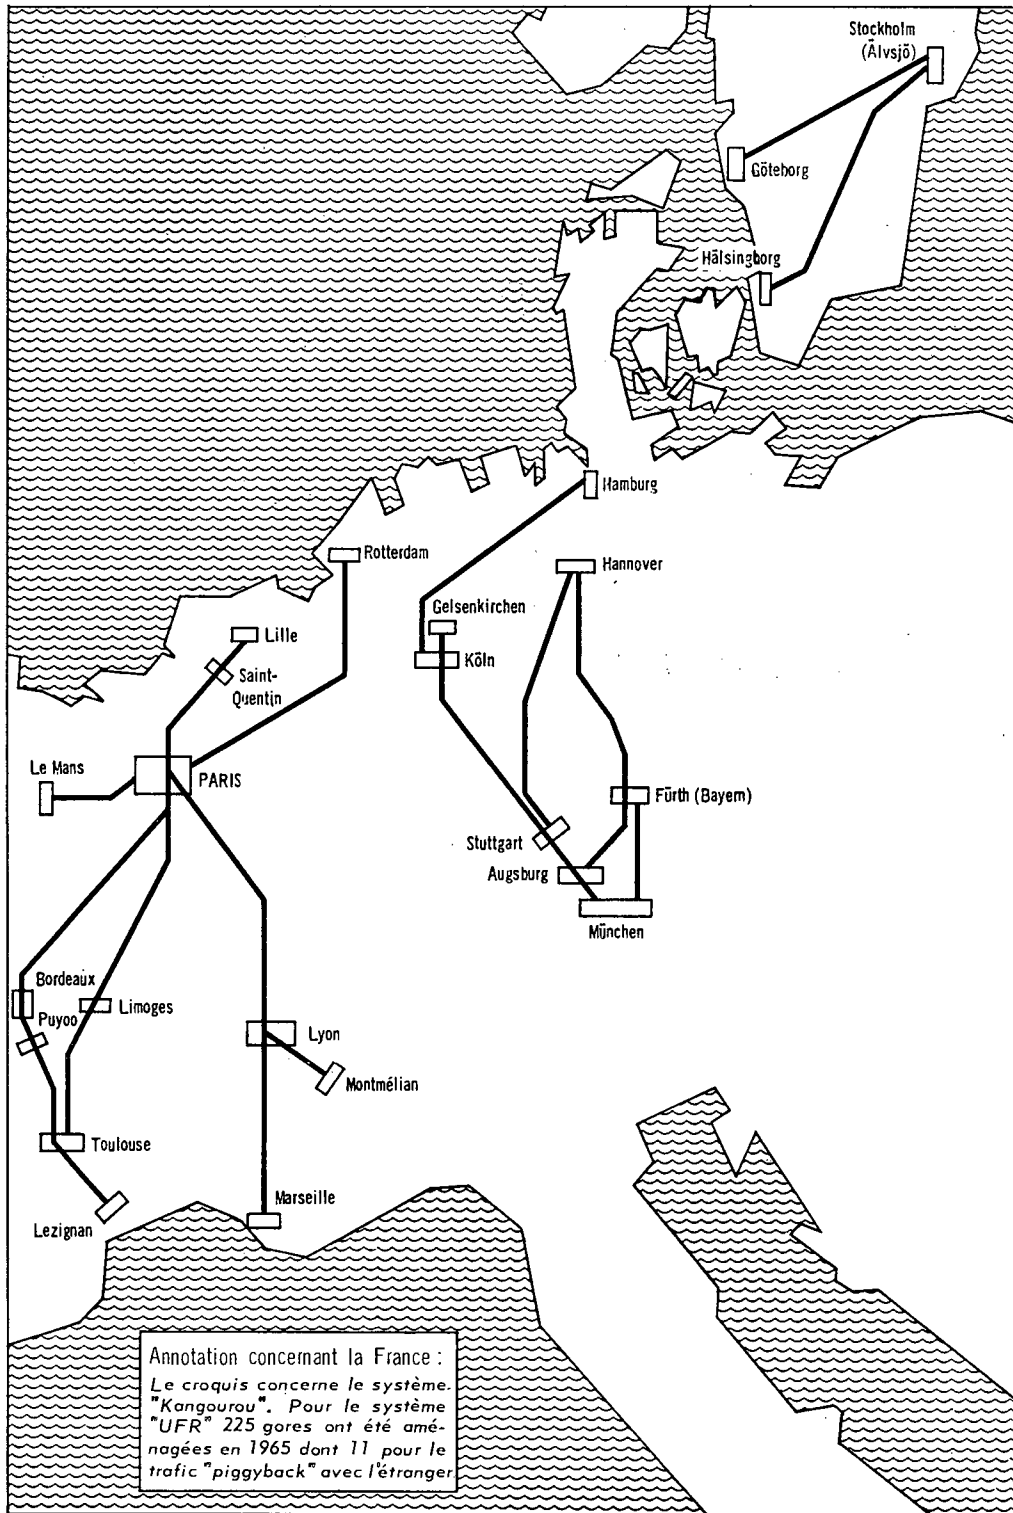 Stockholm
(Älvsjö)
Göteborg
Hälsingborg
Hamburg
Rotterdam
Hannover
Gelsenkirchen
Lille
Köln
Saint-
Quentin
Le Mans
PARIS
Fürth (Bayern)
Stuttgart
Augsburg
München
Bordeaux
Puyoo
Limoges
Lyon
Montmélian
Toulouse
Marseille
Lezignan
Annotation concernant la France :
Le croquis concerne le système
"Kangourou". Pour le système
"UFR" 225 gores ont été amé-
nagées en 1965 dont 11 pour le
trafic "piggyback" avec l'étranger